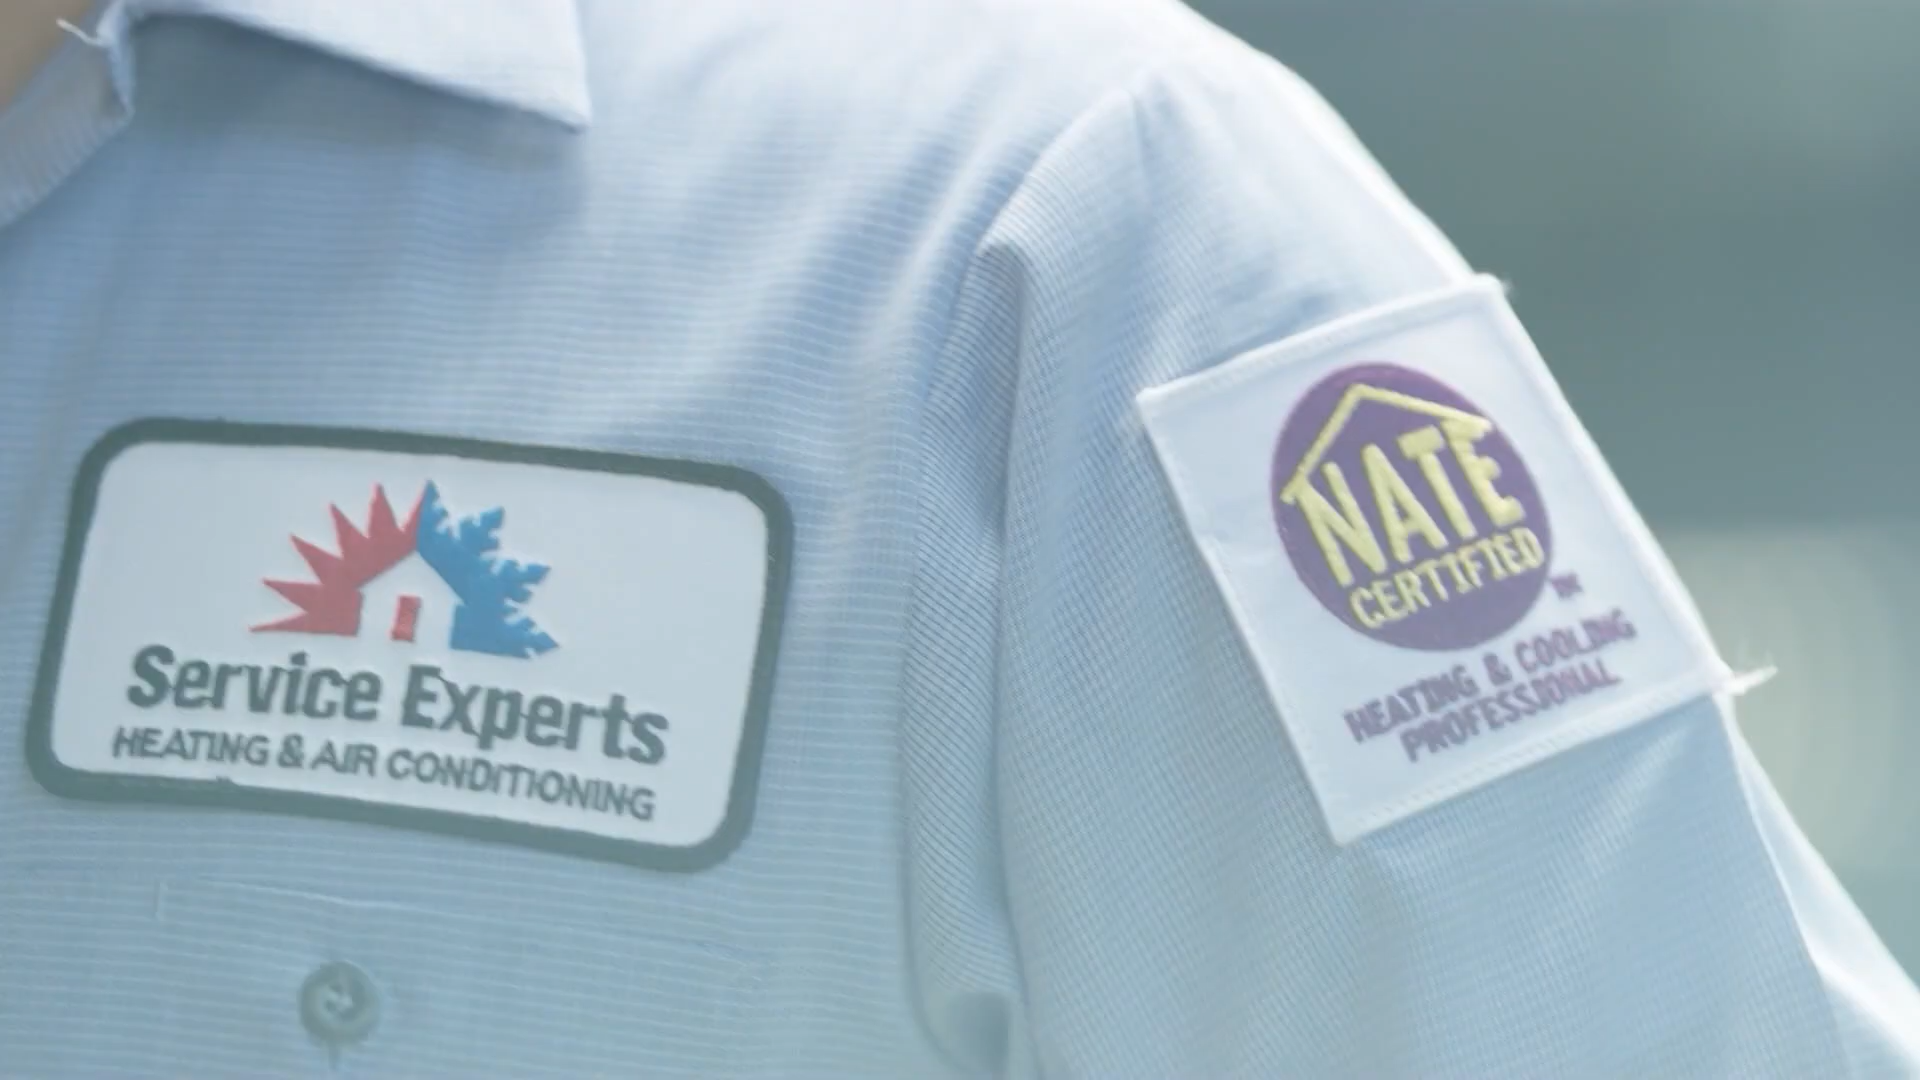 Service Experts
HEATING & AIR CONDITIONING
NATE
CERTIFIED
TM
HEATING & COOLING
PROFESSIONAL